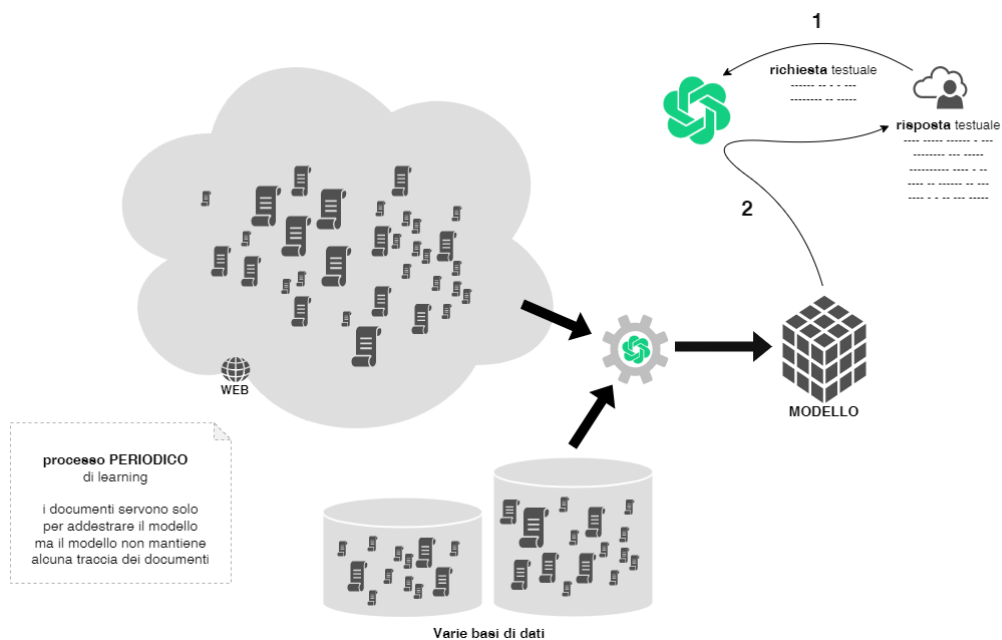 1
richiesta testuale
risposta testuale
2
WEB
MODELLO
processo PERIODICO
di learning
i documenti servono solo
per addestrare il modello
ma il modello non mantiene
alcuna traccia dei documenti
Varie basi di dati